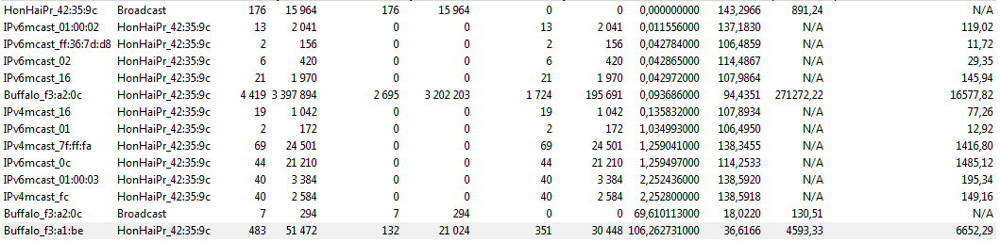 HonHaiPr_42:35:9c Broadcast 176 15 964 176 15 964 0 0 0,000000000 143,2966 891,24 N/A
IPv6mcast_01:00:02 HonHaiPr_42:35:9c 13 2 041 0 0 13 2 041 0,011556000 137,1830 N/A 119,02
IPv6mcast_ff:36:7d:d8 HonHaiPr_42:35:9c 2 156 0 0 2 156 0,042784000 106,4859 N/A 11,72
IPv6mcast_02 HonHaiPr_42:35:9c 6 420 0 0 6 420 0,042865000 114,4867 N/A 29,35
IPv6mcast_16 HonHaiPr_42:35:9c 21 1 970 0 0 21 1 970 0,042972000 107,9864 N/A 145,94
Buffalo_f3:a2:0c HonHaiPr_42:35:9c 4 419 3 397 894 2 695 3 202 203 1 724 195 691 0,093686000 94,4351 271272,22 16577,82
IPv4mcast_16 HonHaiPr_42:35:9c 19 1 042 0 0 19 1 042 0,135832000 107,8934 N/A 77,26
IPv6mcast_01 HonHaiPr_42:35:9c 2 172 0 0 2 172 1,034993000 106,4950 N/A 12,92
IPv4mcast_7f:ff:fa HonHaiPr_42:35:9c 69 24 501 0 0 69 24 501 1,259041000 138,3455 N/A 1416,80
IPv6mcast_0c HonHaiPr_42:35:9c 44 21 210 0 0 44 21 210 1,259497000 114,2533 N/A 1485,12
IPv6mcast_01:00:03 HonHaiPr_42:35:9c 40 3 384 0 0 40 3 384 2,252436000 138,5920 N/A 195,34
IPv4mcast_fc HonHaiPr_42:35:9c 40 2 584 0 0 40 2 584 2,252800000 138,5918 N/A 149,16
Buffalo_f3:a2:0c Broadcast 7 294 7 294 0 0 69,610113000 18,0220 130,51 N/A
Buffalo_f3:a1:be HonHaiPr_42:35:9c 483 51 472 132 21 024 351 30 448 106,262731000 36,6166 4593,33 6652,29